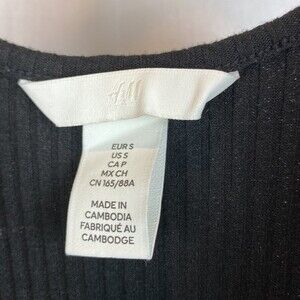 H&M
EUR S
US S
CA P
MX CH
CN 165/88A
MADE IN
CAMBODIA
FABRIQUÉ AU
CAMBODGE